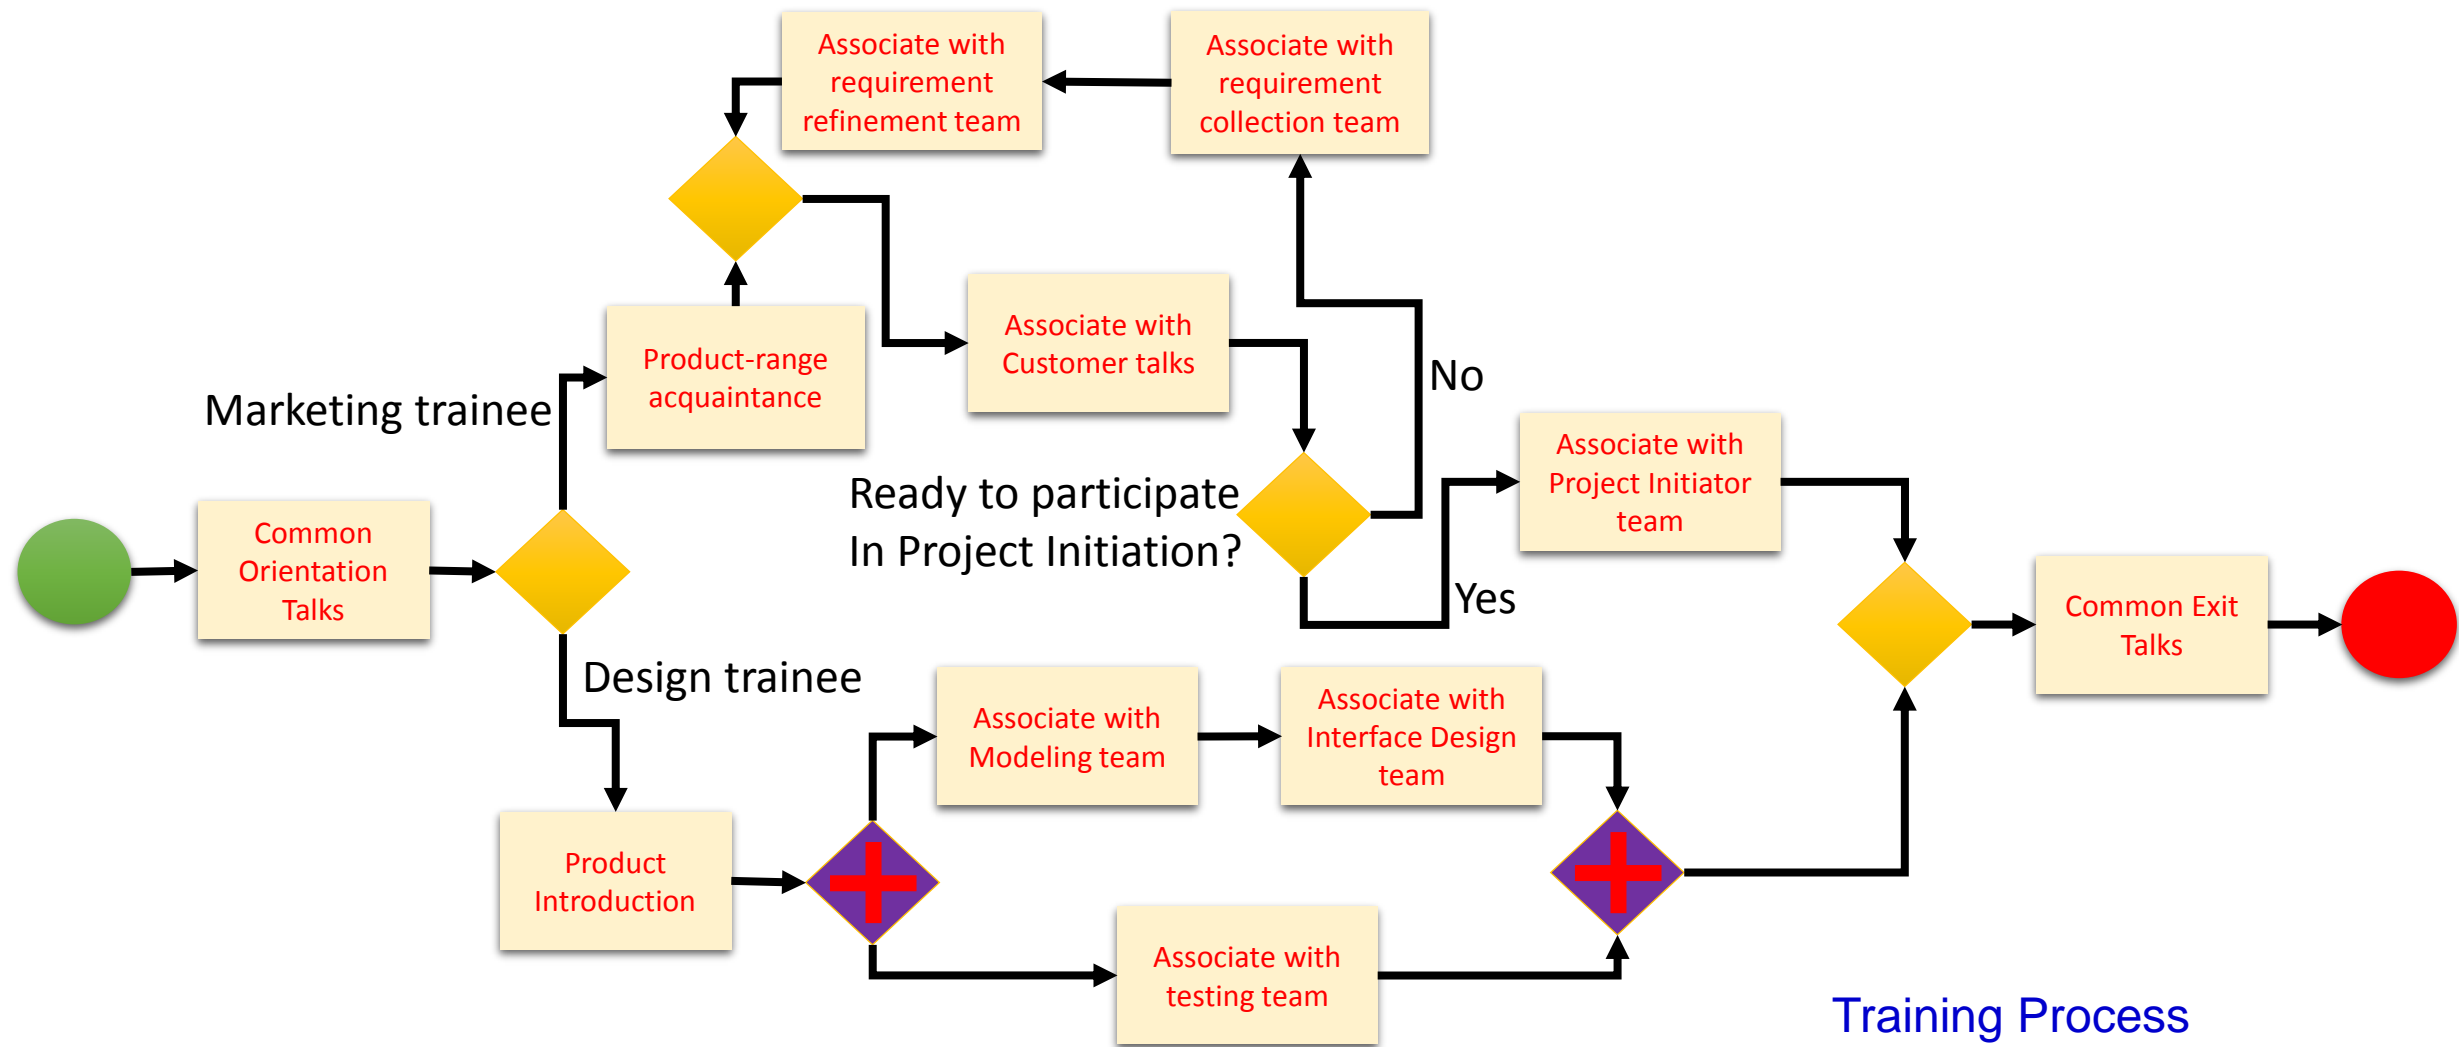 Associate with
requirement
refinement team
Associate with
requirement
collection team
Product-range
acquaintance
Associate with
Customer talks
No
Marketing trainee
Ready to participate
In Project Initiation?
Associate with
Project Initiator
team
Yes
Common
Orientation
Talks
Common Exit
Talks
Design trainee
Associate with
Modeling team
Associate with
Interface Design
team
Product
Introduction
Associate with
testing team
Training Process